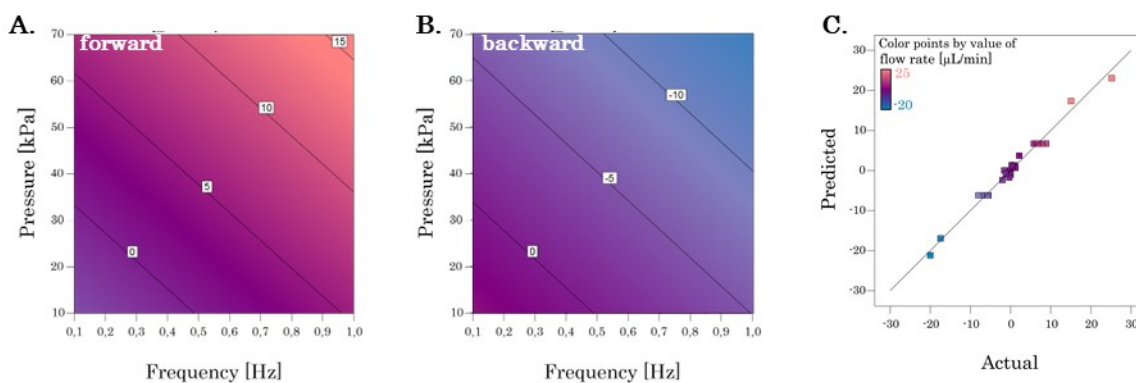 A.
forward
70
60
50
40
30
20
10
15
10
5
0
0,1 0,2 0,3 0,4 0,5 0,6 0,7 0,8 0,9 1,0
Pressure [kPa]
Frequency [Hz]
B.
backward
70
60
50
40
30
20
10
-10
-5
0
0,1 0,2 0,3 0,4 0,5 0,6 0,7 0,8 0,9 1,0
Pressure [kPa]
Frequency [Hz]
C.
Color points by value of
flow rate [µL/min]
25
-20
30
20
10
0
-10
-20
-30
-30 -20 -10 0 10 20 30
Predicted
Actual